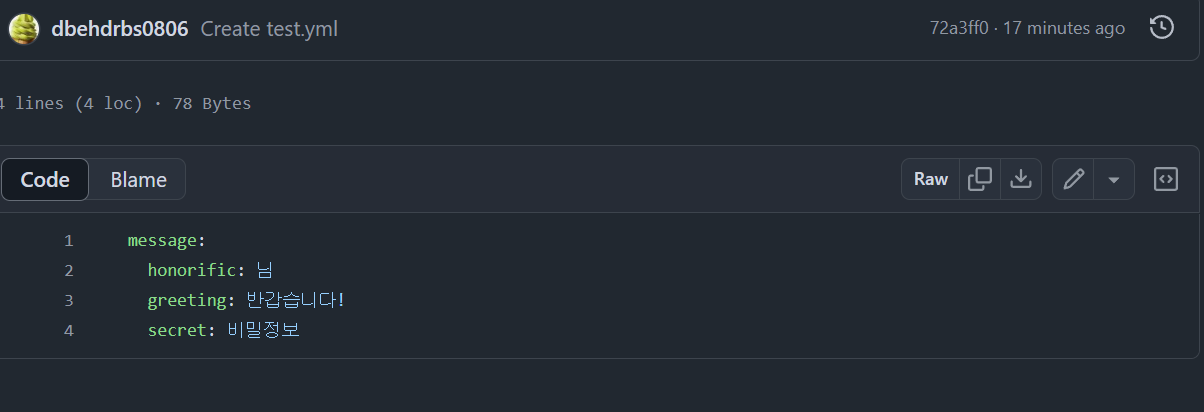 dbehdrbs0806 Create test.yml 72a3ff0 · 17 minutes ago
4 lines (4 loc) · 78 Bytes
Code Blame Raw
1 message:
2 honorific: 님
3 greeting: 반갑습니다!
4 secret: 비밀정보